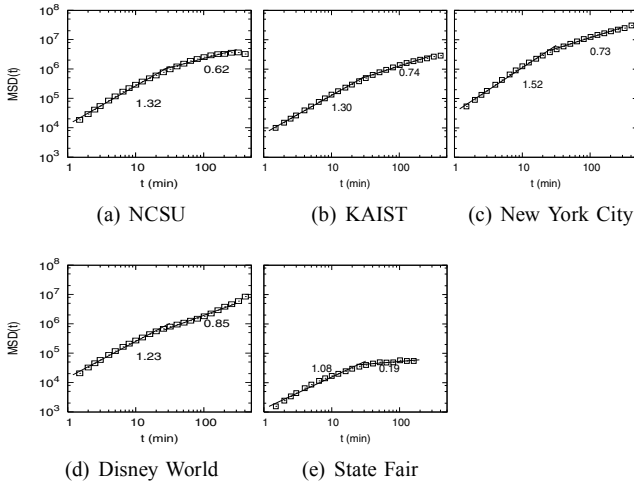 10^8
10^7
10^6
10^5
10^4
10^3
MSD(t)
0.62
1.32
1 10 100
t (min)
(a) NCSU
0.74
1.30
1 10 100
t (min)
(b) KAIST
0.73
1.52
1 10 100
t (min)
(c) New York City
10^8
10^7
10^6
10^5
10^4
10^3
MSD(t)
0.85
1.23
1 10 100
t (min)
(d) Disney World
1.08
0.19
1 10 100
t (min)
(e) State Fair